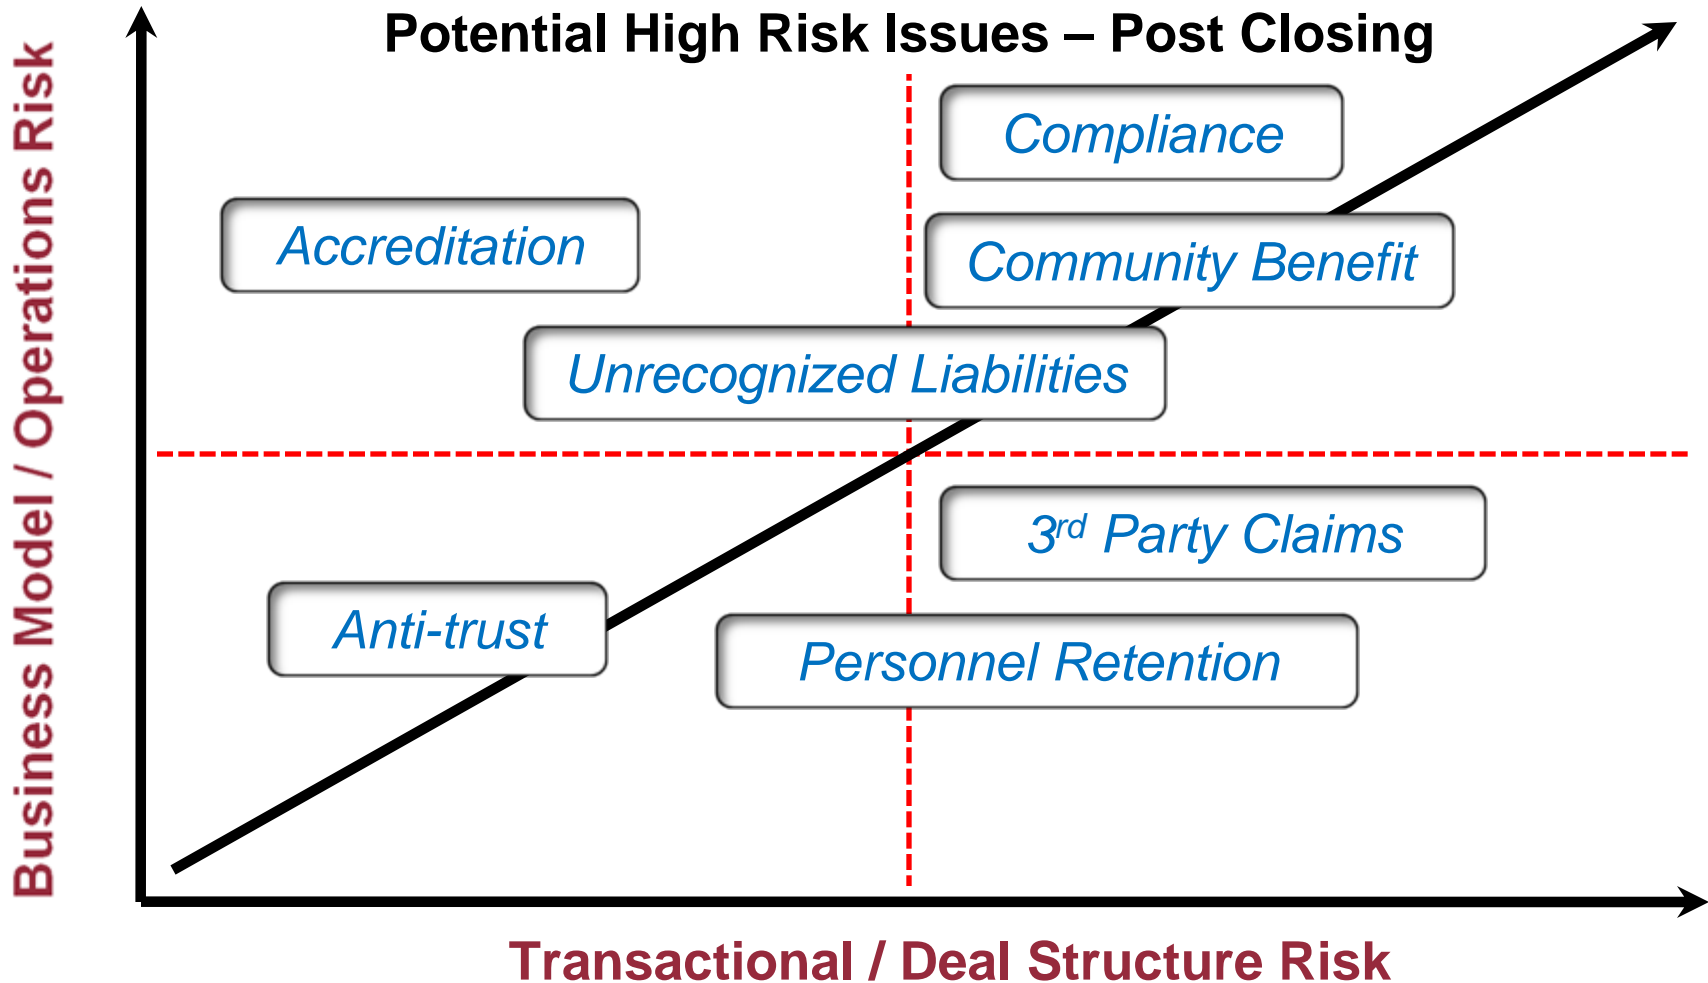 Potential High Risk Issues – Post Closing
Business Model / Operations Risk
Compliance
Accreditation
Community Benefit
Unrecognized Liabilities
3rd Party Claims
Anti-trust
Personnel Retention
Transactional / Deal Structure Risk